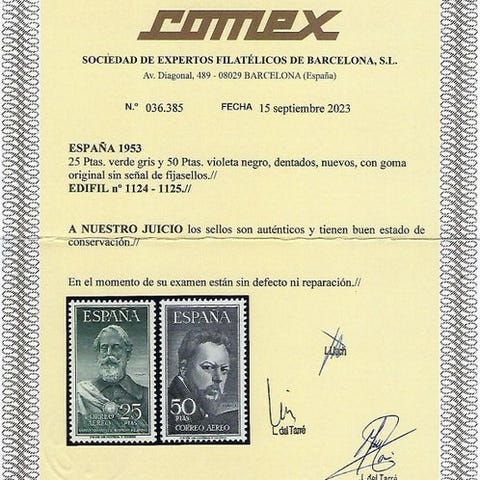 comex
SOCIEDAD DE EXPERTOS FILATÉLICOS DE BARCELONA, S.L.
Av. Diagonal, 489 - 08029 BARCELONA (España)
N.º 036.385 FECHA 15 septiembre 2023
ESPAÑA 1953
25 Ptas. verde gris y 50 Ptas. violeta negro, dentados, nuevos, con goma
original sin señal de fijasellos.//
EDIFIL nº 1124 - 1125.//
A NUESTRO JUICIO los sellos son auténticos y tienen buen estado de
conservación.//
En el momento de su examen están sin defecto ni reparación.//
ESPAÑA
CORREO
AEREO
25
PTAS
ESPAÑA
50
PTAS
CORREO AEREO
L. del Tarré
L. del Tarré